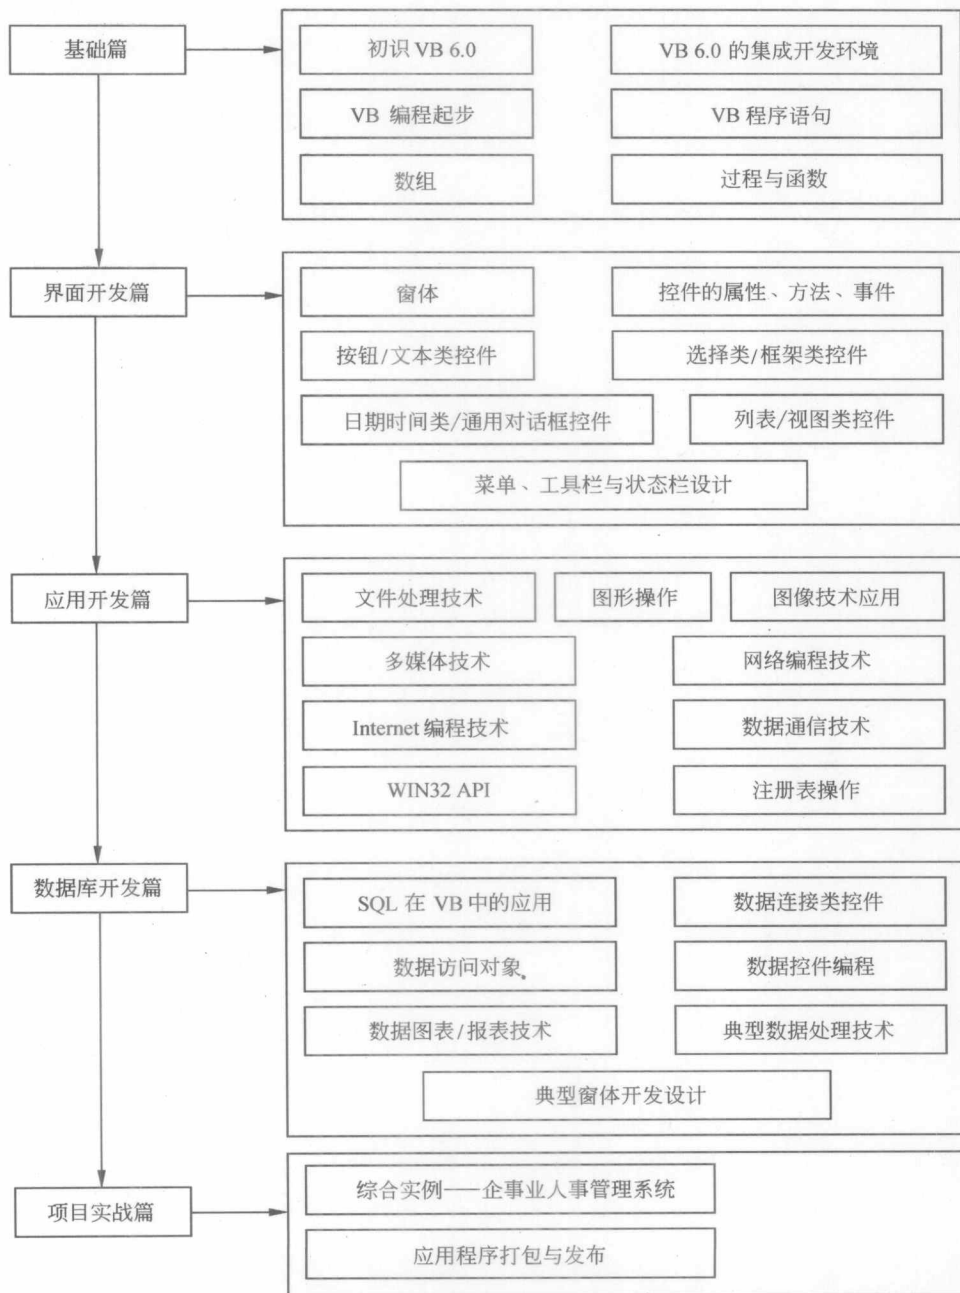 基础篇
初识 VB 6.0
VB 6.0 的集成开发环境
VB 编程起步
VB 程序语句
数组
过程与函数
界面开发篇
窗体
控件的属性、方法、事件
按钮/文本类控件
选择类/框架类控件
日期时间类/通用对话框控件
列表/视图类控件
菜单、工具栏与状态栏设计
应用开发篇
文件处理技术
图形操作
图像技术应用
多媒体技术
网络编程技术
Internet 编程技术
数据通信技术
WIN32 API
注册表操作
数据库开发篇
SQL 在 VB 中的应用
数据连接类控件
数据访问对象
数据控件编程
数据图表/报表技术
典型数据处理技术
典型窗体开发设计
项目实战篇
综合实例——企事业人事管理系统
应用程序打包与发布